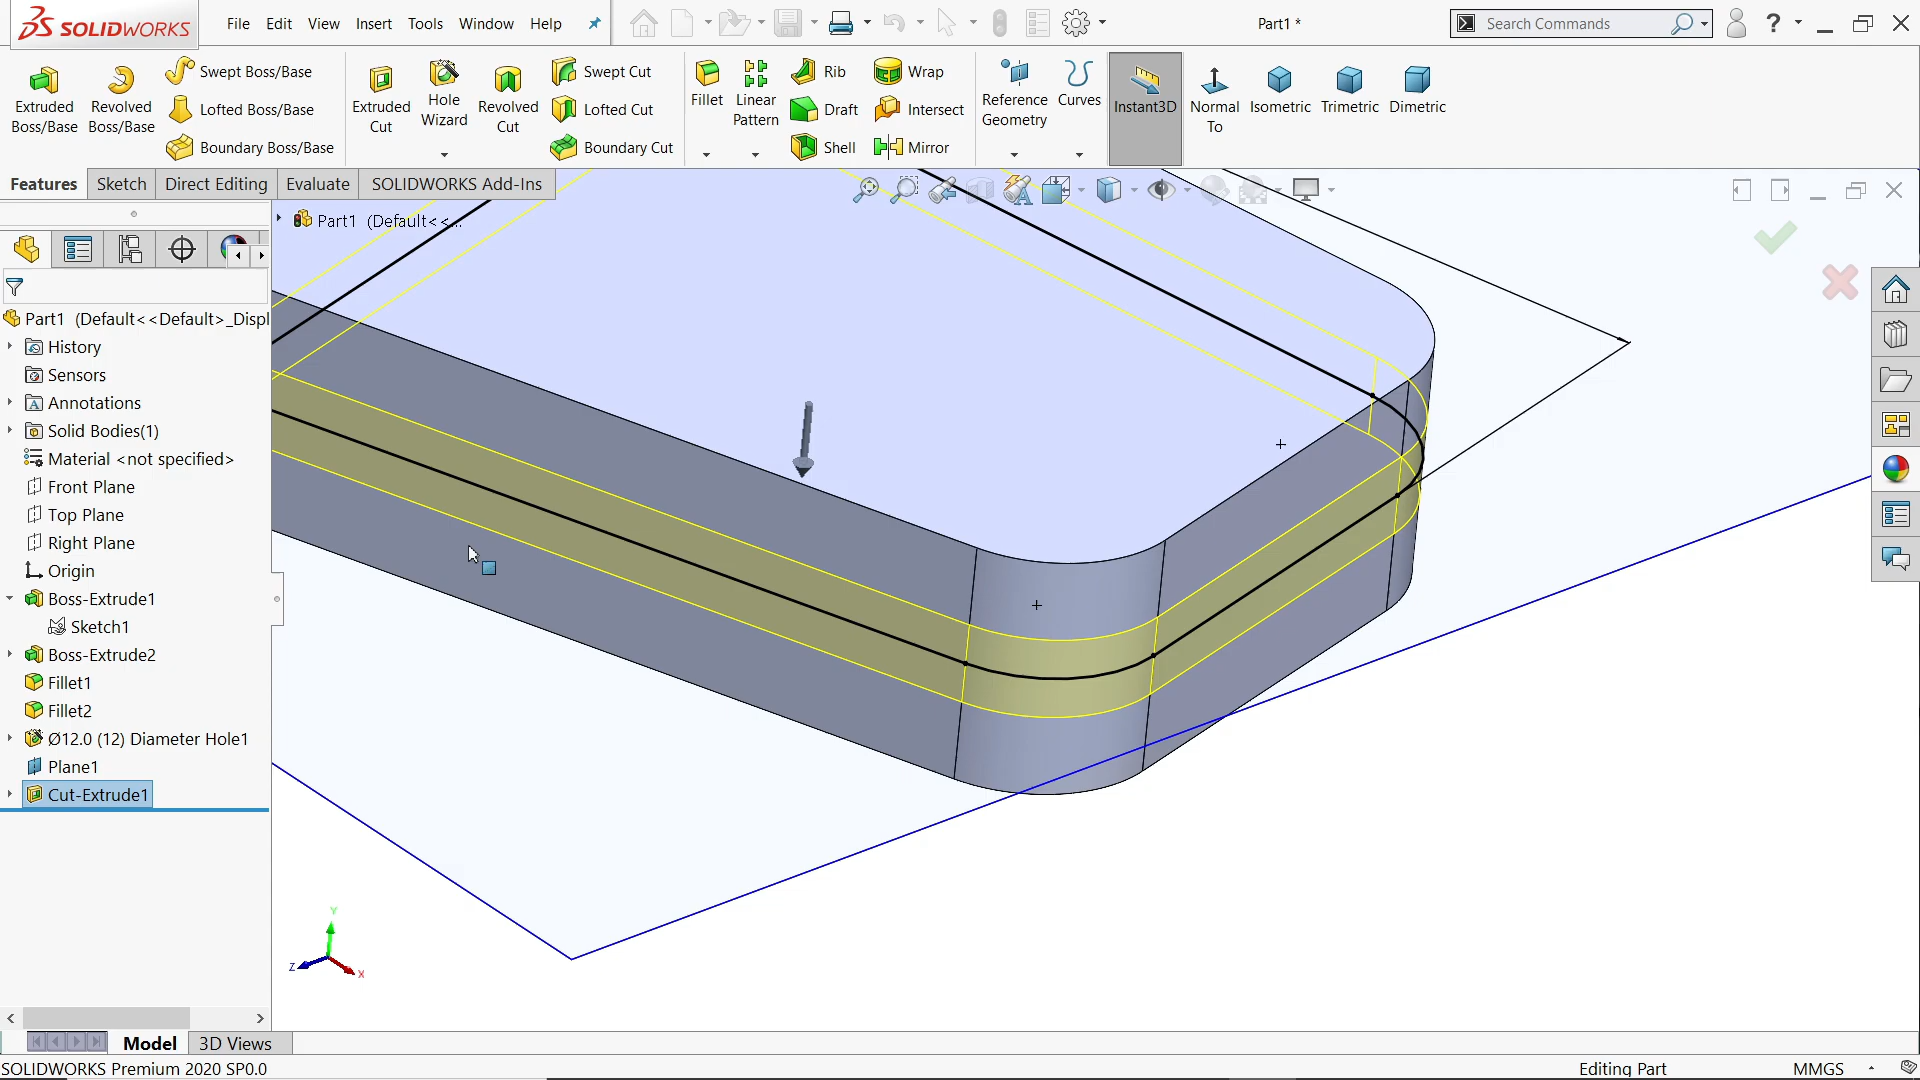 SOLIDWORKS File Edit View Insert Tools Window Help Part1 * Search Commands ?
Extruded Boss/Base
Revolved Boss/Base
Swept Boss/Base
Lofted Boss/Base
Boundary Boss/Base
Extruded Cut
Hole Wizard
Revolved Cut
Swept Cut
Lofted Cut
Boundary Cut
Fillet
Linear Pattern
Rib
Draft
Shell
Wrap
Intersect
Mirror
Reference Geometry
Curves
Instant3D
Normal To
Isometric
Trimetric
Dimetric
Features Sketch Direct Editing Evaluate SOLIDWORKS Add-Ins
Part1 (Default<<...
Part1 (Default<<Default>_Displ
History
Sensors
Annotations
Solid Bodies(1)
Material <not specified>
Front Plane
Top Plane
Right Plane
Origin
Boss-Extrude1
Sketch1
Boss-Extrude2
Fillet1
Fillet2
Ø12.0 (12) Diameter Hole1
Plane1
Cut-Extrude1
Y
Z
X
Model 3D Views
SOLIDWORKS Premium 2020 SP0.0 Editing Part MMGS